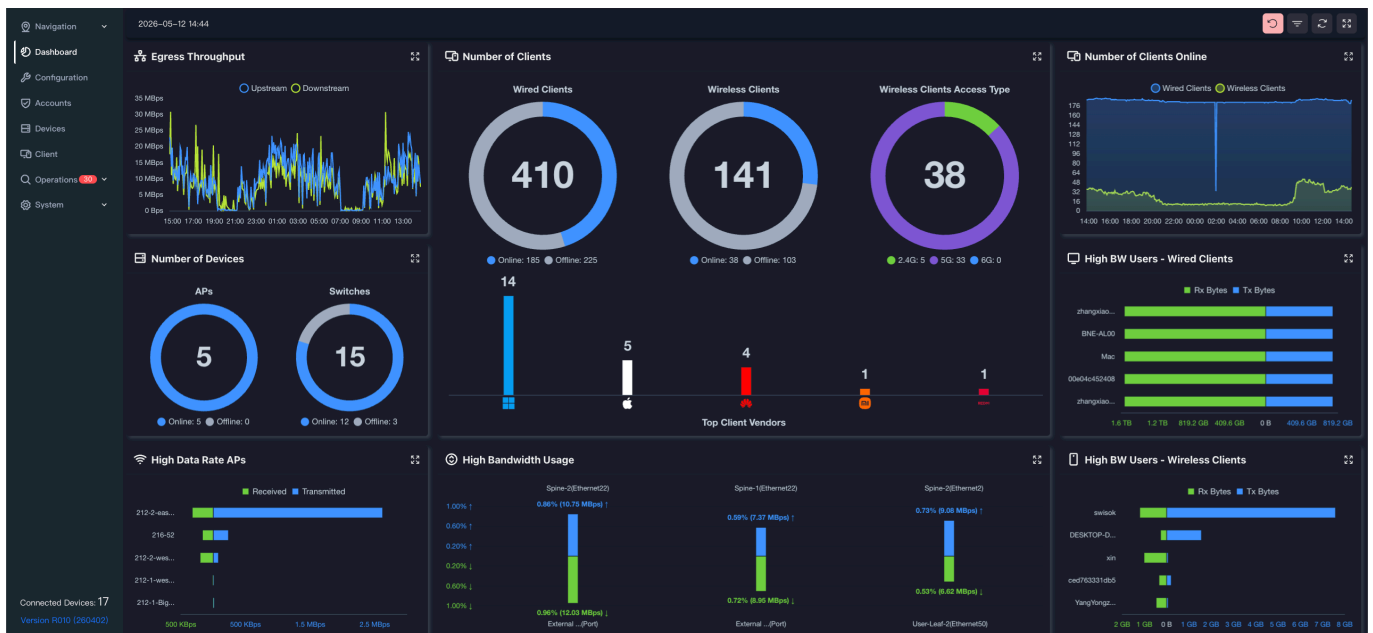 Navigation
2026-05-12 14:44
Dashboard
Configuration
Accounts
Devices
Client
Operations 30
System
Connected Devices: 17
Version R010 (260402)
Egress Throughput
Upstream Downstream
35 MBps
30 MBps
25 MBps
20 MBps
15 MBps
10 MBps
5 MBps
0 Bps
15:00 17:00 19:00 21:00 23:00 01:00 03:00 05:00 07:00 09:00 11:00 13:00
Number of Devices
APs Switches
5 15
Online: 5 Offline: 0 Online: 12 Offline: 3
High Data Rate APs
Received Transmitted
212-2-eas...
216-52
212-2-wes...
212-1-wes...
212-1-Big...
500 KBps 500 KBps 1.5 MBps 2.5 MBps
Number of Clients
Wired Clients Wireless Clients Wireless Clients Access Type
410 141 38
Online: 185 Offline: 225 Online: 38 Offline: 103 2.4G: 5 5G: 33 6G: 0
14
5
4
1
1
Top Client Vendors
High Bandwidth Usage
Spine-2(Ethernet22) Spine-1(Ethernet22) Spine-2(Ethernet2)
1.00% ↑
0.60% ↑
0.20% ↑
0.20% ↓
0.60% ↓
1.00% ↓
0.86% (10.75 MBps) ↑
0.59% (7.37 MBps) ↑
0.73% (9.08 MBps) ↑
0.96% (12.03 MBps) ↓
0.72% (8.95 MBps) ↓
0.53% (6.62 MBps) ↓
External ...(Port) External ...(Port) User-Leaf-2(Ethernet50)
Number of Clients Online
Wired Clients Wireless Clients
176
160
144
128
112
96
80
64
48
32
16
0
14:00 16:00 18:00 20:00 22:00 00:00 02:00 04:00 06:00 08:00 10:00 12:00 14:00
High BW Users - Wired Clients
Rx Bytes Tx Bytes
zhangxiao...
BNE-AL00
Mac
00e04c452408
zhangxiao...
1.6 TB 1.2 TB 819.2 GB 409.6 GB 0 B 409.6 GB 819.2 GB
High BW Users - Wireless Clients
Rx Bytes Tx Bytes
swisok
DESKTOP-D...
xin
ced763331db5
YangYongz...
2 GB 1 GB 0 B 1 GB 2 GB 3 GB 4 GB 5 GB 6 GB 7 GB 8 GB